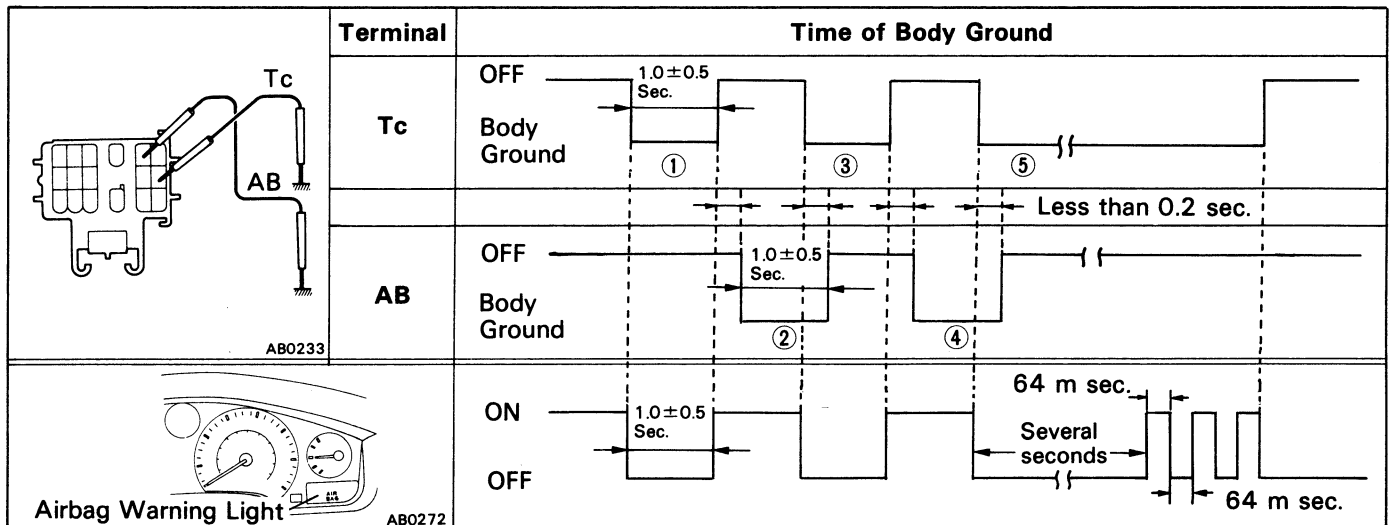 Terminal
Time of Body Ground
Tc
AB
AB0233
Tc
OFF
Body
Ground
1.0±0.5
Sec.
①
③
⑤
Less than 0.2 sec.
AB
OFF
Body
Ground
1.0±0.5
Sec.
②
④
AIR
BAG
Airbag Warning Light
AB0272
ON
OFF
1.0±0.5
Sec.
Several
seconds
64 m sec.
64 m sec.